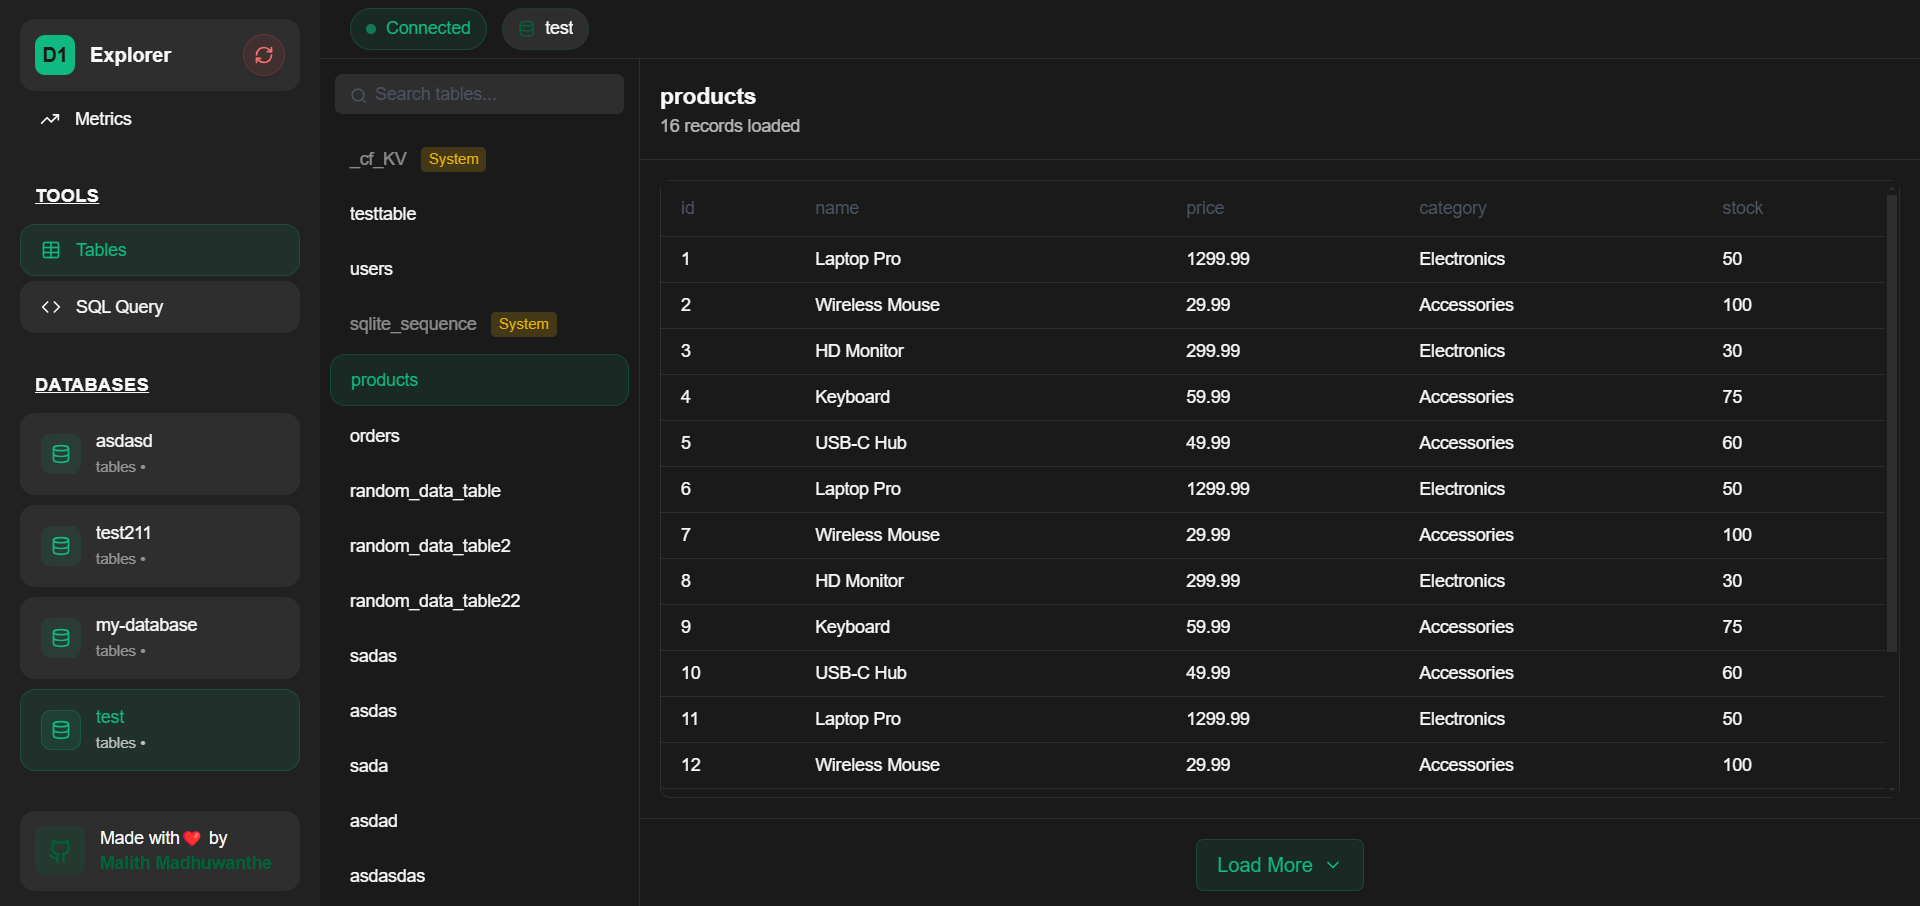 D1 Explorer
Metrics
TOOLS
Tables
SQL Query
DATABASES
asdasd
tables •
test211
tables •
my-database
tables •
test
tables •
Made with❤️ by
Malith Madhuwanthe
Connected test
Search tables...
_cf_KV System
testtable
users
sqlite_sequence System
products
orders
random_data_table
random_data_table2
random_data_table22
sadas
asdas
sada
asdad
asdasdas
products
16 records loaded
id name price category stock
1 Laptop Pro 1299.99 Electronics 50
2 Wireless Mouse 29.99 Accessories 100
3 HD Monitor 299.99 Electronics 30
4 Keyboard 59.99 Accessories 75
5 USB-C Hub 49.99 Accessories 60
6 Laptop Pro 1299.99 Electronics 50
7 Wireless Mouse 29.99 Accessories 100
8 HD Monitor 299.99 Electronics 30
9 Keyboard 59.99 Accessories 75
10 USB-C Hub 49.99 Accessories 60
11 Laptop Pro 1299.99 Electronics 50
12 Wireless Mouse 29.99 Accessories 100
Load More